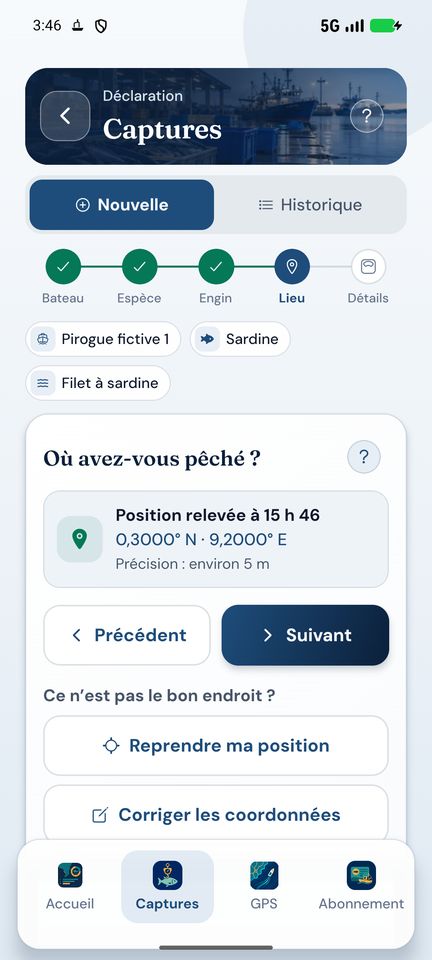 3:46
5G
Déclaration
Captures
?
Nouvelle
Historique
Bateau
Espèce
Engin
Lieu
Détails
Pirogue fictive 1
Sardine
Filet à sardine
Où avez-vous pêché ?
?
Position relevée à 15 h 46
0,3000° N · 9,2000° E
Précision : environ 5 m
Précédent
Suivant
Ce n’est pas le bon endroit ?
Reprendre ma position
Corriger les coordonnées
Accueil
Captures
GPS
Abonnement